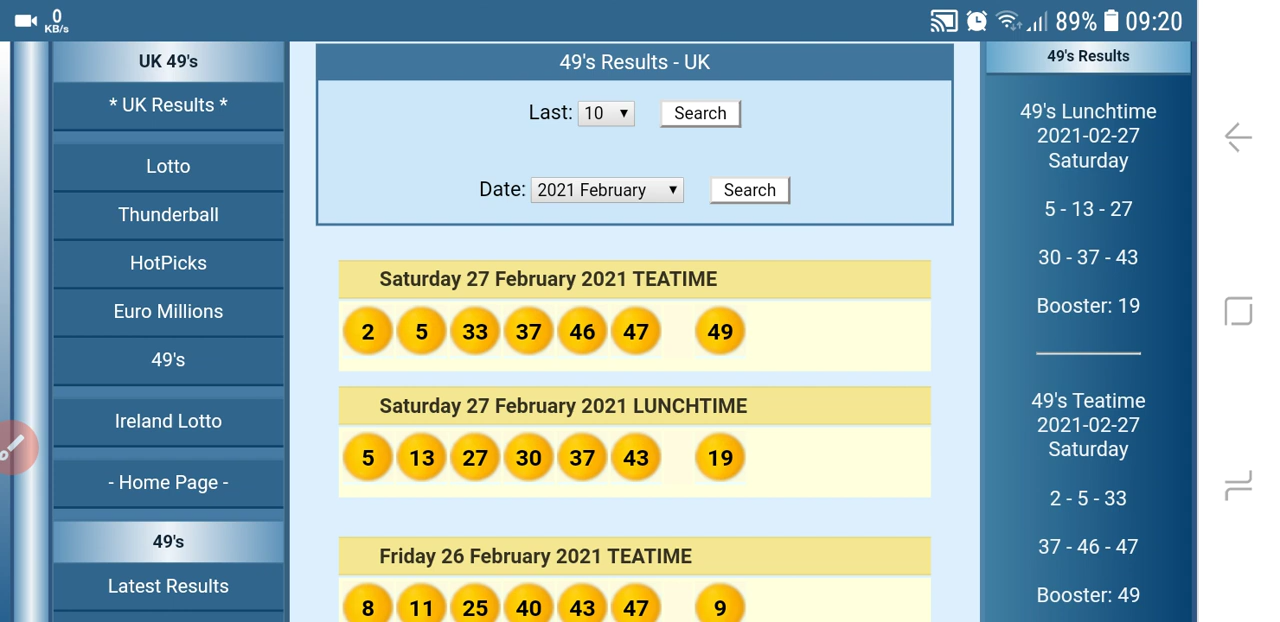 0
KB/s
89% 09:20
UK 49's
* UK Results *
Lotto
Thunderball
HotPicks
Euro Millions
49's
Ireland Lotto
- Home Page -
49's
Latest Results
49's Results - UK
Last: 10 ▼ Search
Date: 2021 February ▼ Search
Saturday 27 February 2021 TEATIME
2 5 33 37 46 47 49
Saturday 27 February 2021 LUNCHTIME
5 13 27 30 37 43 19
Friday 26 February 2021 TEATIME
8 11 25 40 43 47 9
49's Results
49's Lunchtime
2021-02-27
Saturday
5 - 13 - 27
30 - 37 - 43
Booster: 19
49's Teatime
2021-02-27
Saturday
2 - 5 - 33
37 - 46 - 47
Booster: 49